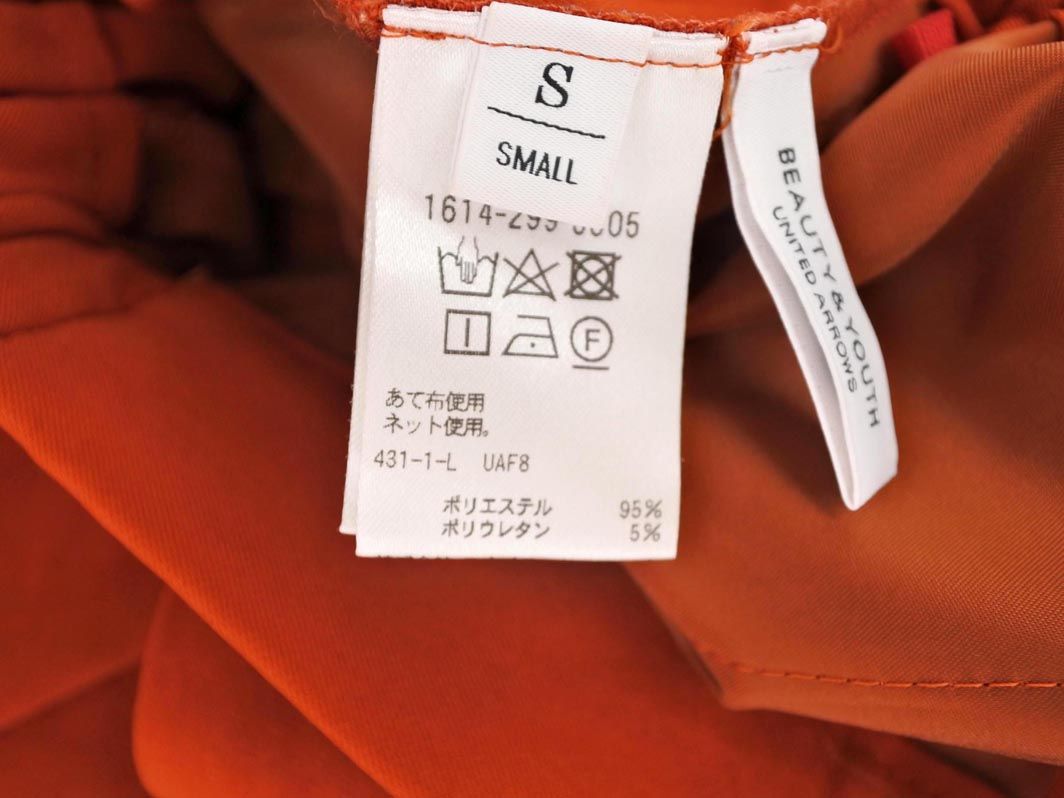 S
SMALL
1614-299
05
F
あて布使用
ネット使用。
431-1-L UAF8
ポリエステル 95%
ポリウレタン 5%
BEAUTY & YOUTH
UNITED ARROWS